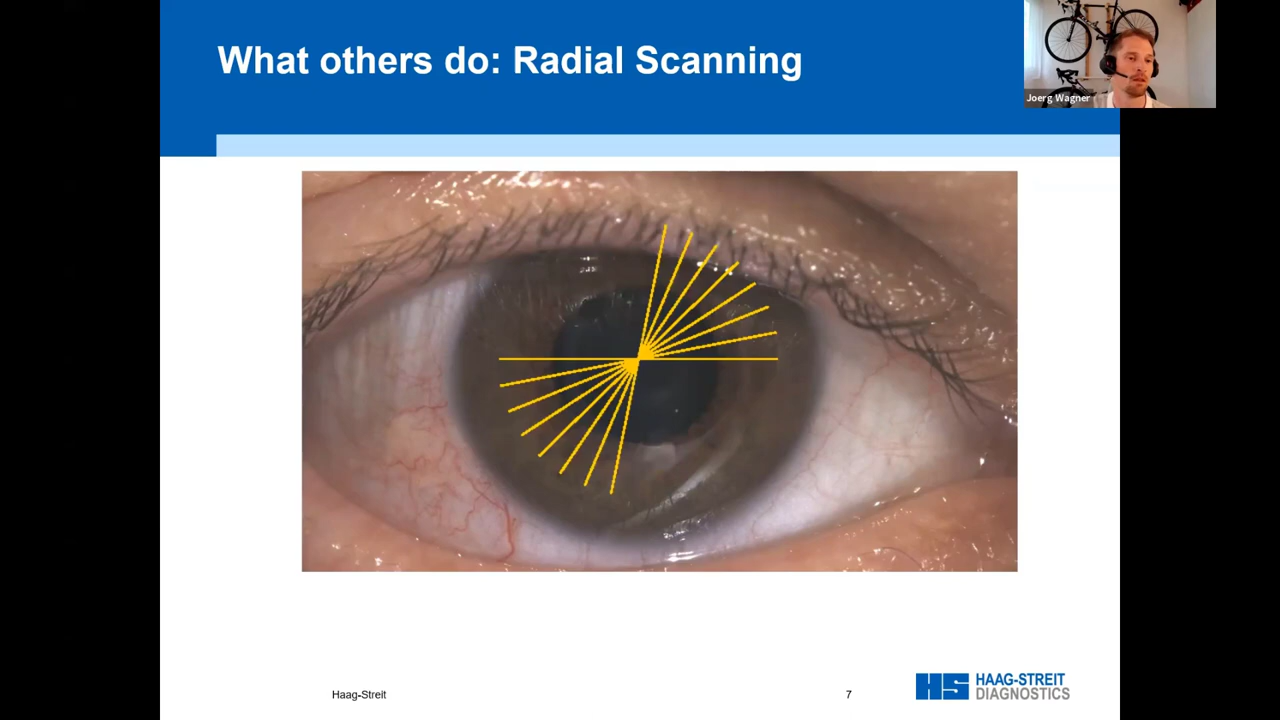 What others do: Radial Scanning
Joerg Wagner
Haag-Streit
7
HS HAAG-STREIT
DIAGNOSTICS